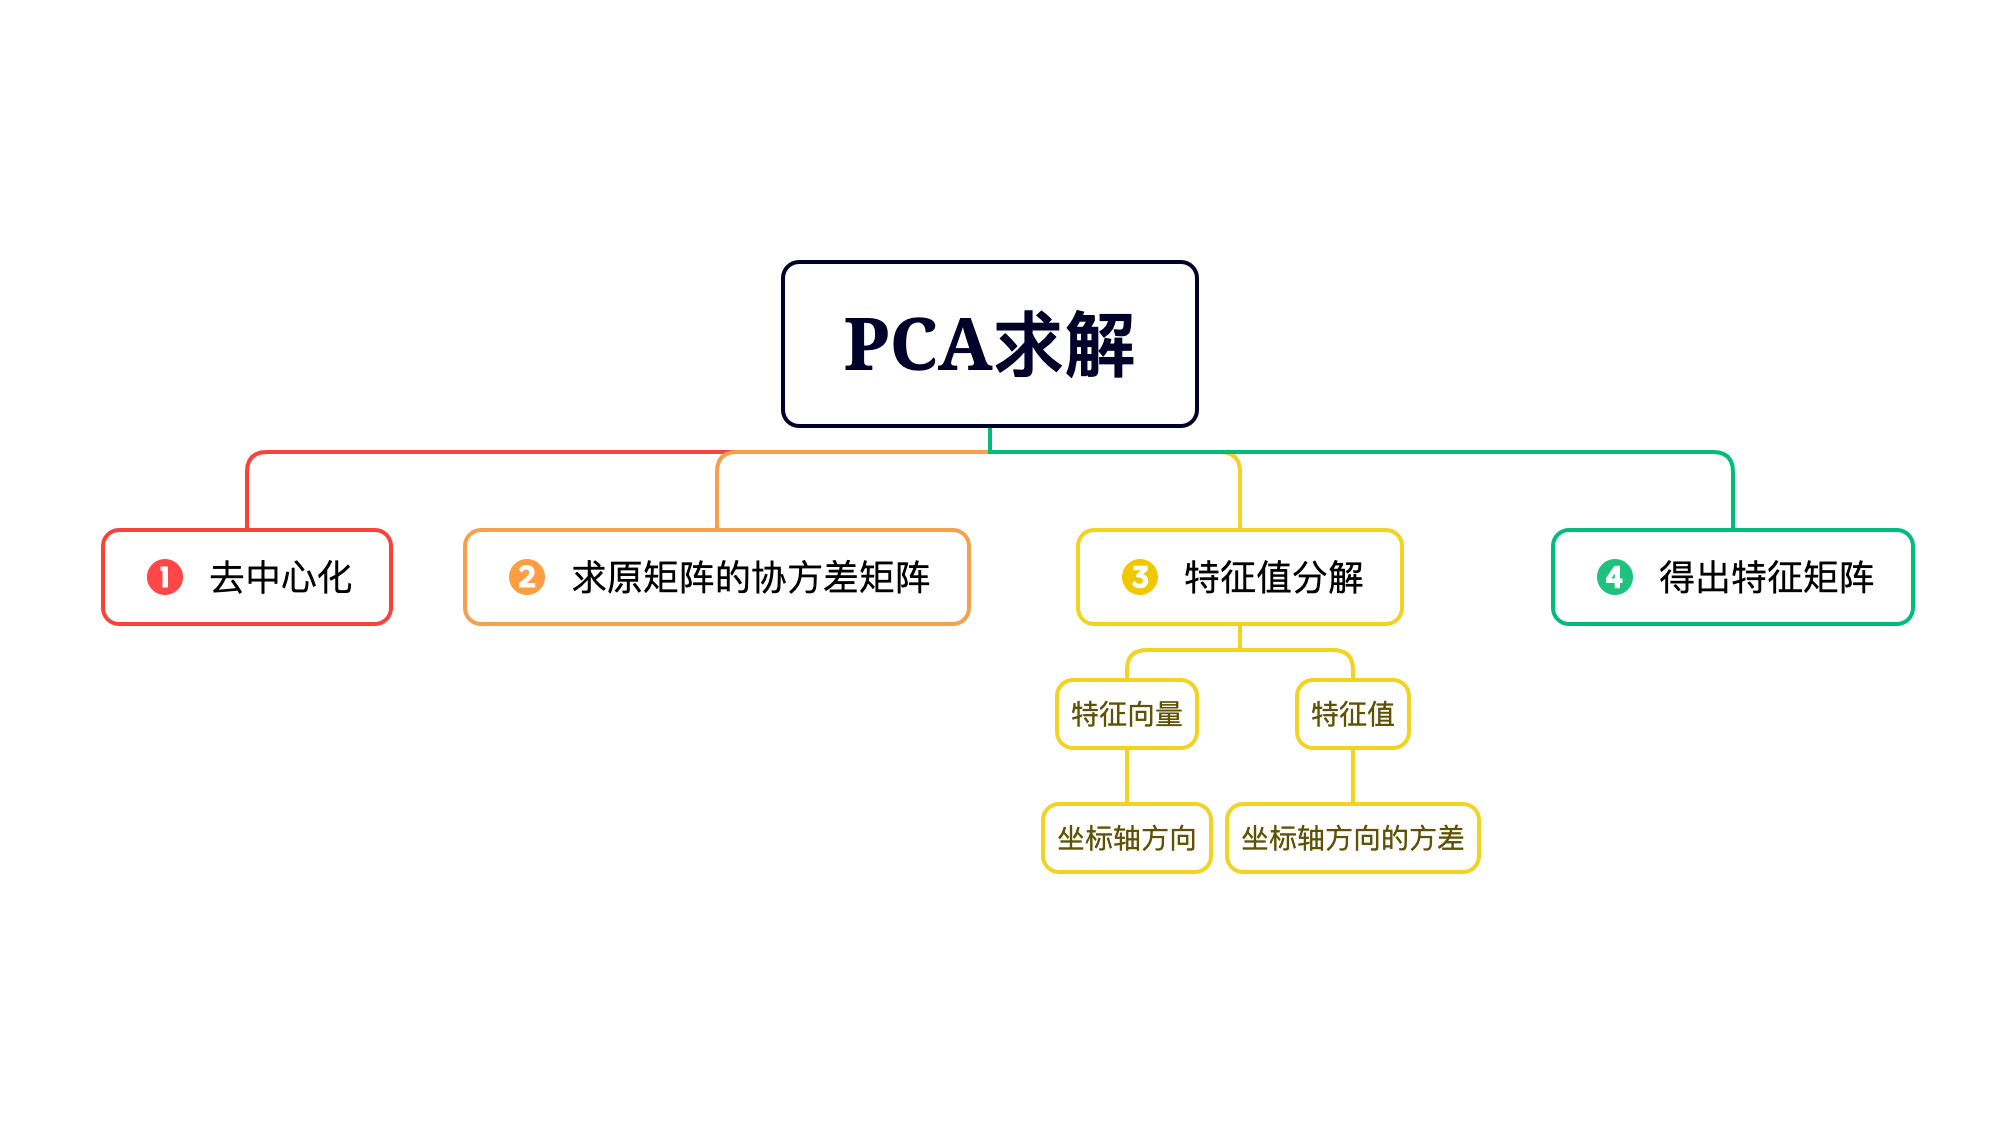 PCA求解
1 去中心化
2 求原矩阵的协方差矩阵
3 特征值分解
4 得出特征矩阵
特征向量
特征值
坐标轴方向
坐标轴方向的方差